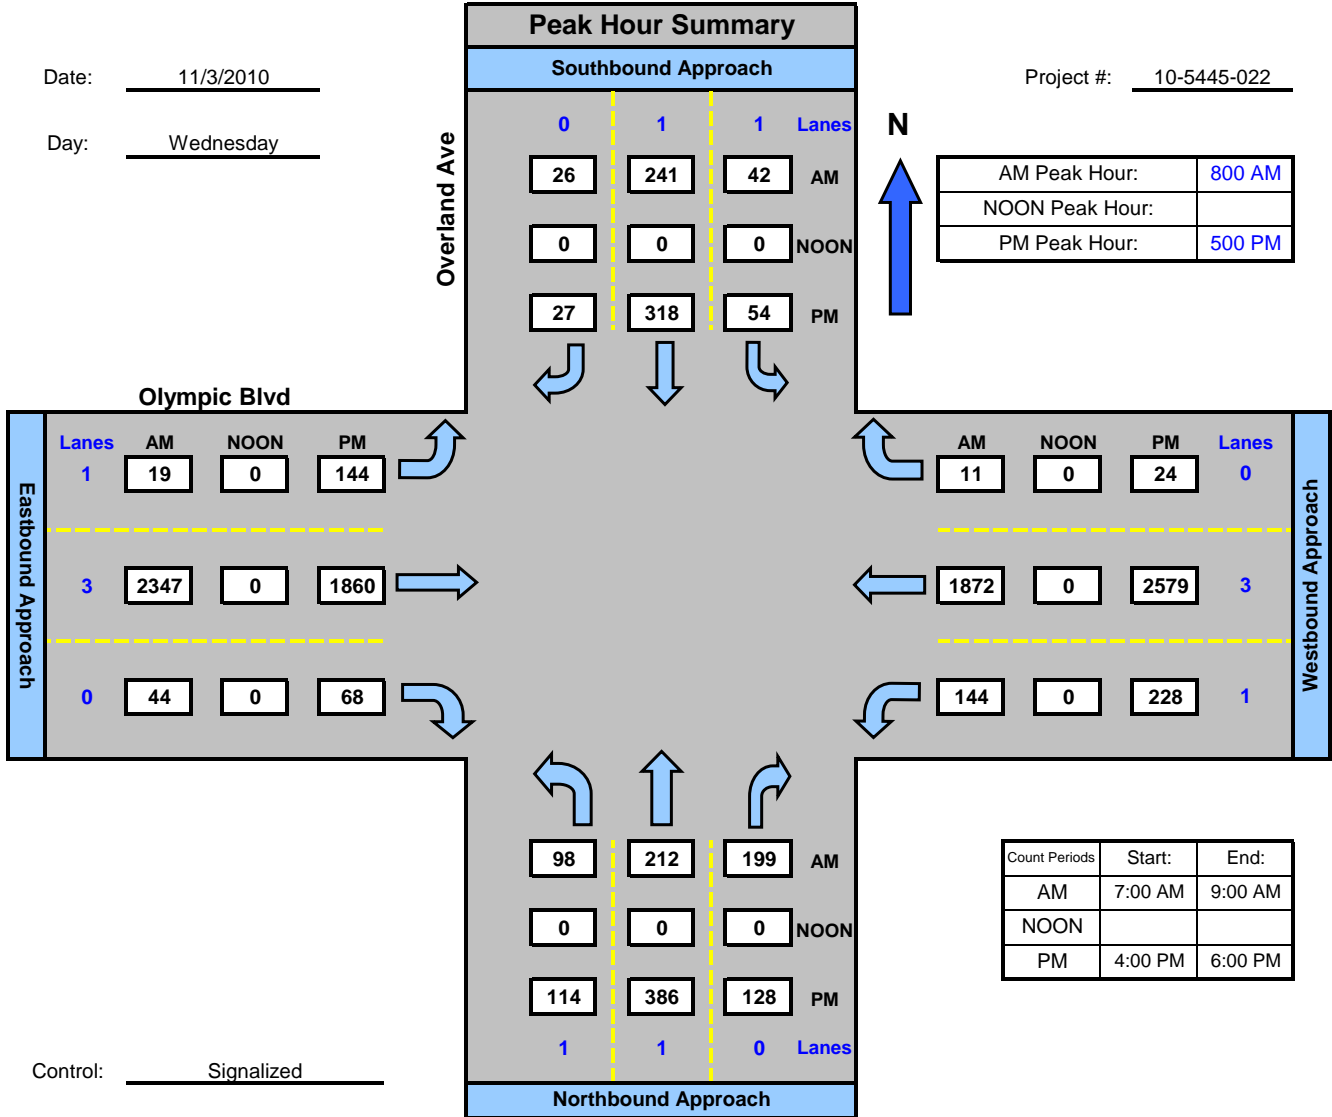 Peak Hour Summary
Southbound Approach
Date: 11/3/2010
Project #: 10-5445-022
Day: Wednesday
Overland Ave
0 1 1 Lanes
26 241 42 AM
0 0 0 NOON
27 318 54 PM
N
AM Peak Hour: 800 AM
NOON Peak Hour:
PM Peak Hour: 500 PM
Olympic Blvd
Eastbound Approach
Lanes AM NOON PM
1 19 0 144
3 2347 0 1860
0 44 0 68
AM NOON PM Lanes
11 0 24 0
1872 0 2579 3
144 0 228 1
Westbound Approach
98 212 199 AM
0 0 0 NOON
114 386 128 PM
1 1 0 Lanes
Northbound Approach
Count Periods Start: End:
AM 7:00 AM 9:00 AM
NOON
PM 4:00 PM 6:00 PM
Control: Signalized